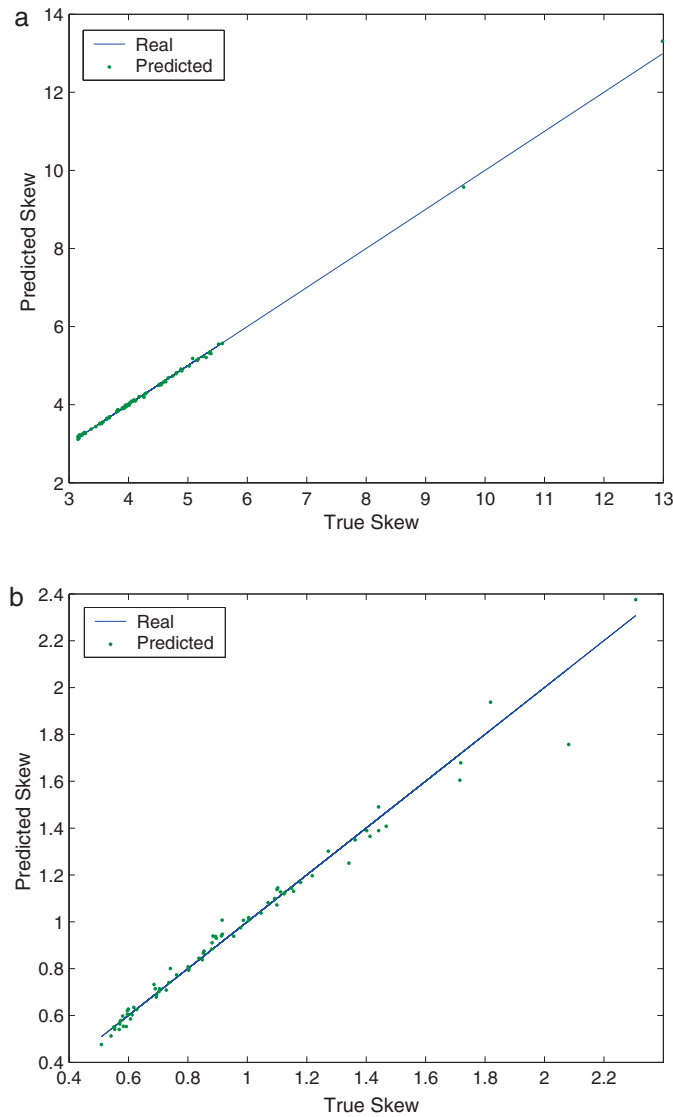 a
14
12
10
8
6
4
2
Predicted Skew
Real
Predicted
3 4 5 6 7 8 9 10 11 12 13
True Skew
b
2.4
2.2
2
1.8
1.6
1.4
1.2
1
0.8
0.6
0.4
Predicted Skew
Real
Predicted
0.4 0.6 0.8 1 1.2 1.4 1.6 1.8 2 2.2
True Skew